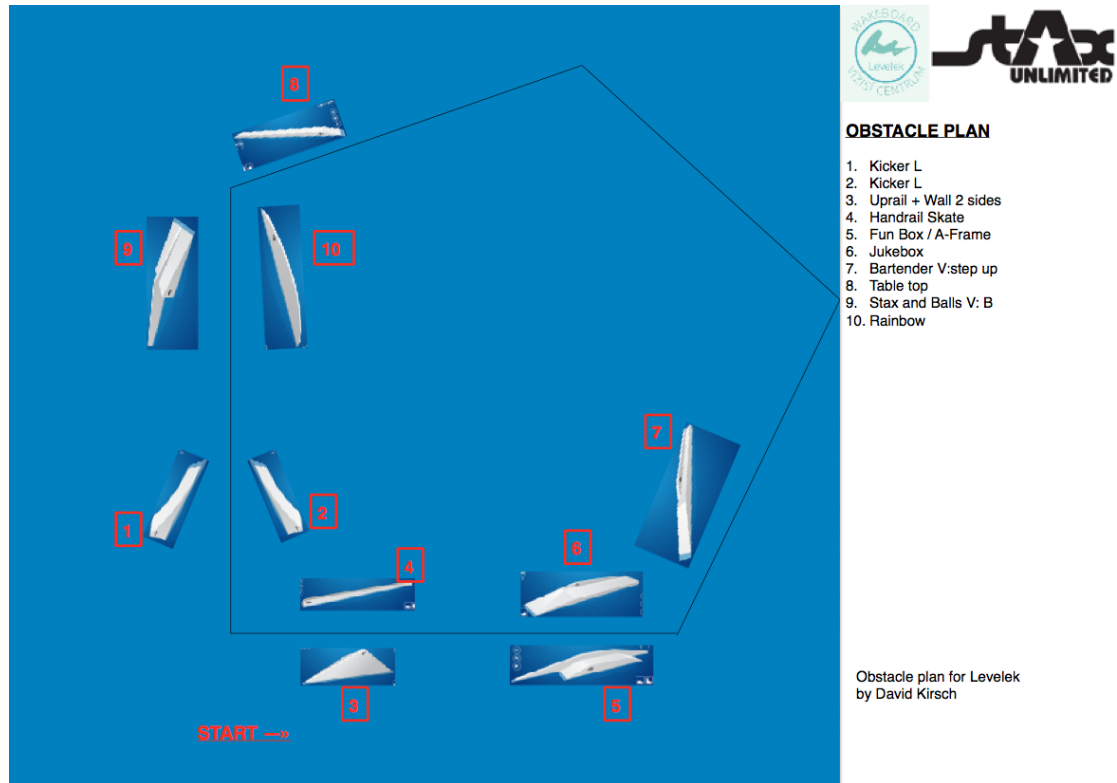 8
9
10
7
1
2
6
4
3
5
START —»
WAKEBOARD
Levelek
VIZISI CENTRUM
stAx
UNLIMITED
OBSTACLE PLAN
1. Kicker L
2. Kicker L
3. Uprail + Wall 2 sides
4. Handrail Skate
5. Fun Box / A-Frame
6. Jukebox
7. Bartender V:step up
8. Table top
9. Stax and Balls V: B
10. Rainbow
Obstacle plan for Levelek
by David Kirsch